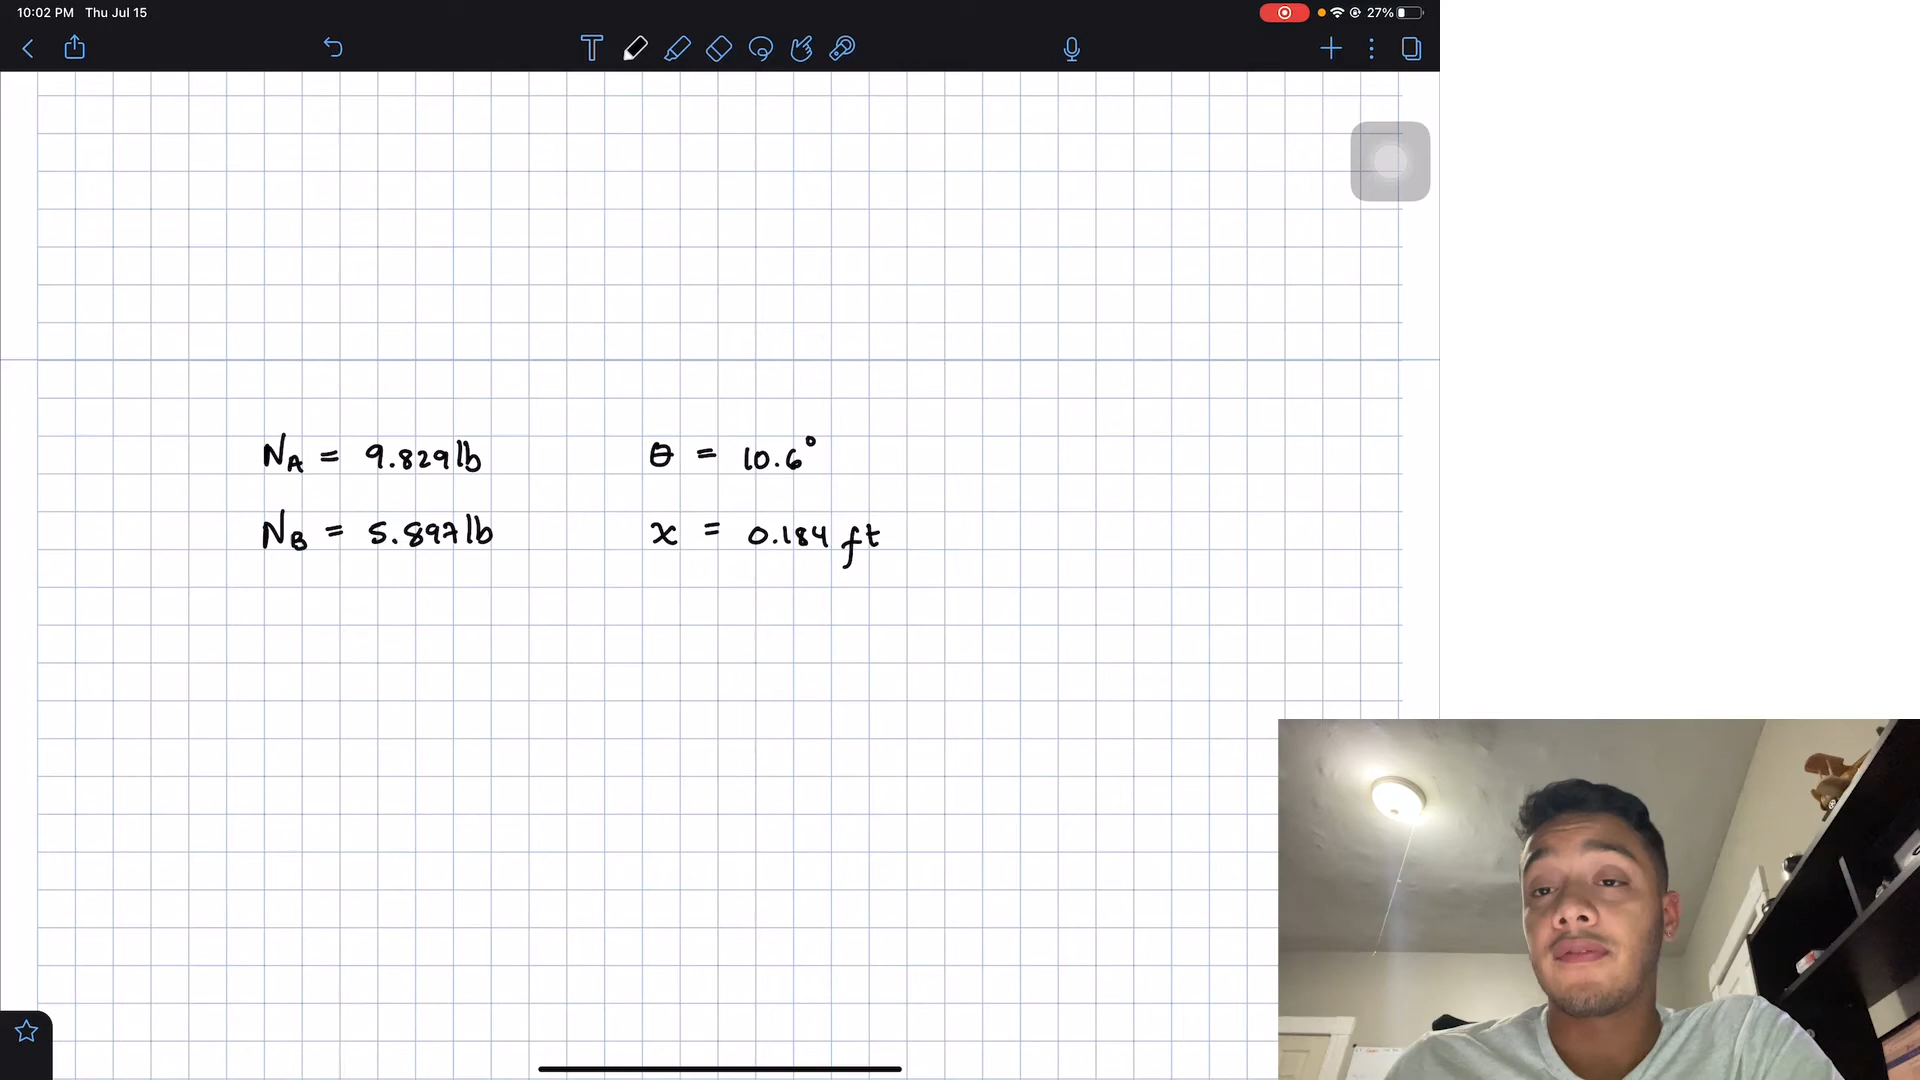 10:02 PM Thu Jul 15
27%
N_A = 9.829 lb
θ = 10.6°
N_B = 5.897 lb
x = 0.184 ft